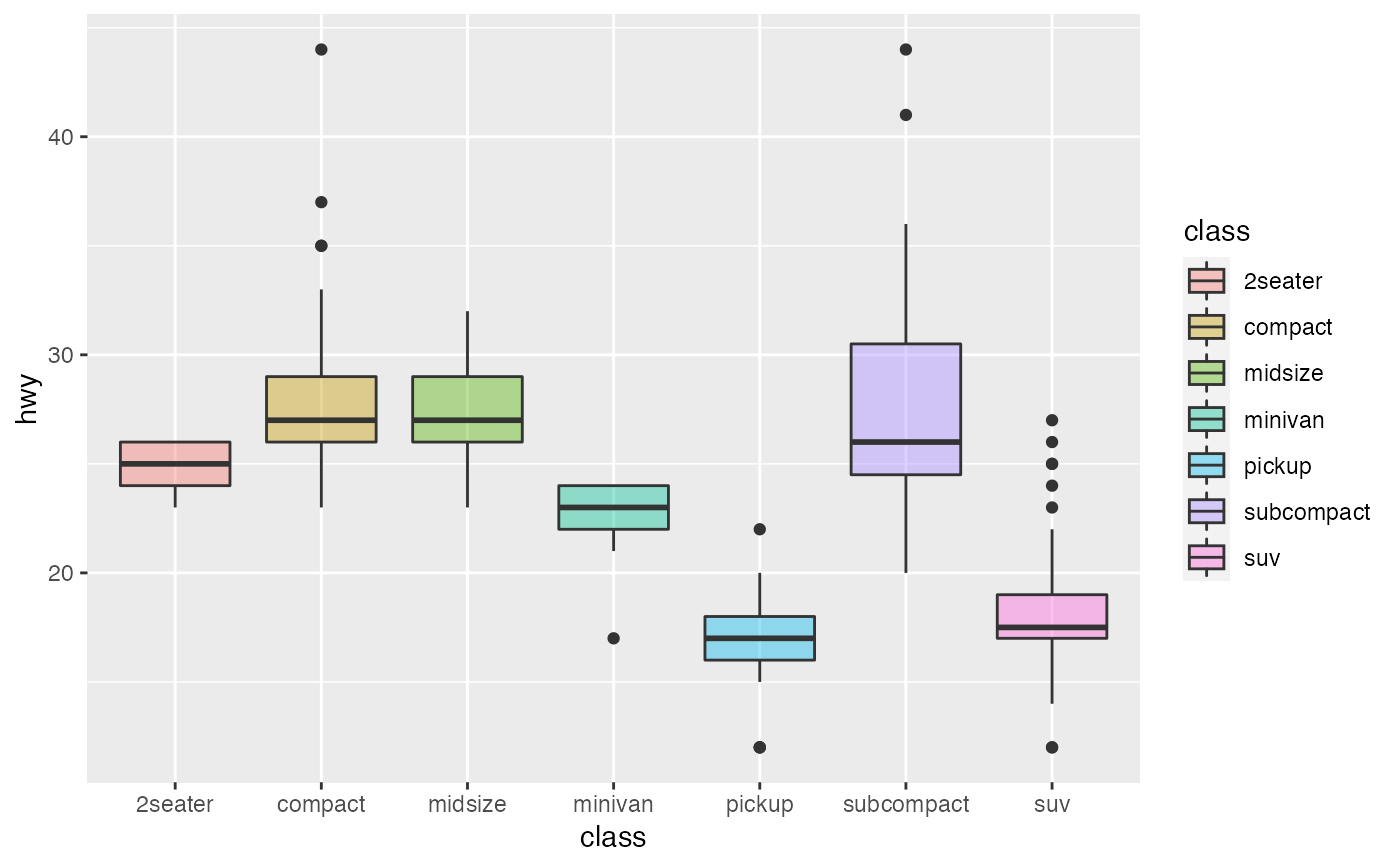 hwy
40
30
20
2seater compact midsize minivan pickup subcompact suv
class
class
2seater
compact
midsize
minivan
pickup
subcompact
suv